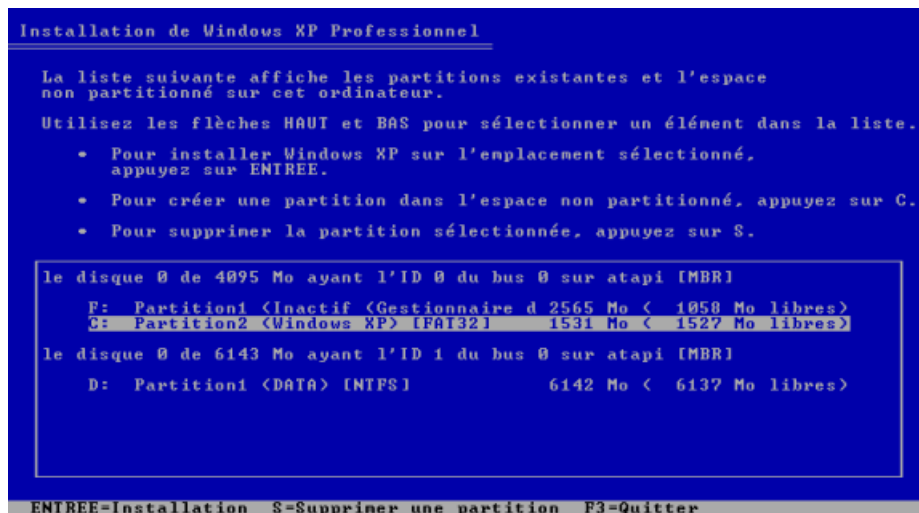 Installation de Windows XP Professionnel
La liste suivante affiche les partitions existantes et l'espace
non partitionné sur cet ordinateur.
Utilisez les flèches HAUT et BAS pour sélectionner un élément dans la liste.
• Pour installer Windows XP sur l'emplacement sélectionné,
appuyez sur ENTREE.
• Pour créer une partition dans l'espace non partitionné, appuyez sur C.
• Pour supprimer la partition sélectionnée, appuyez sur S.
le disque 0 de 4095 Mo ayant l'ID 0 du bus 0 sur atapi [MBR]
F: Partition1 (Inactif (Gestionnaire d 2565 Mo ( 1058 Mo libres)
C: Partition2 (Windows XP) [FAT32] 1531 Mo ( 1527 Mo libres)
le disque 0 de 6143 Mo ayant l'ID 1 du bus 0 sur atapi [MBR]
D: Partition1 (DATA) [NTFS] 6142 Mo ( 6137 Mo libres)
ENTREE=Installation S=Supprimer une partition F3=Quitter